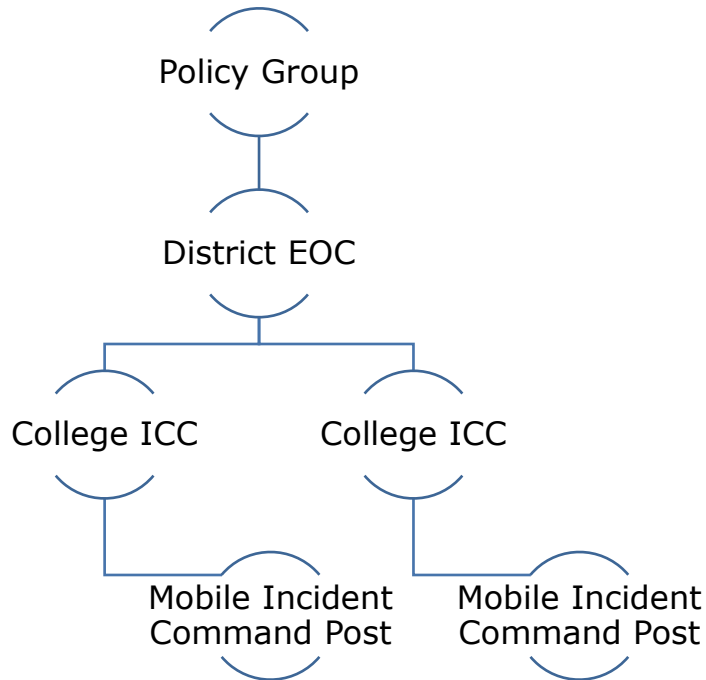 Policy Group
District EOC
College ICC
College ICC
Mobile Incident
Command Post
Mobile Incident
Command Post